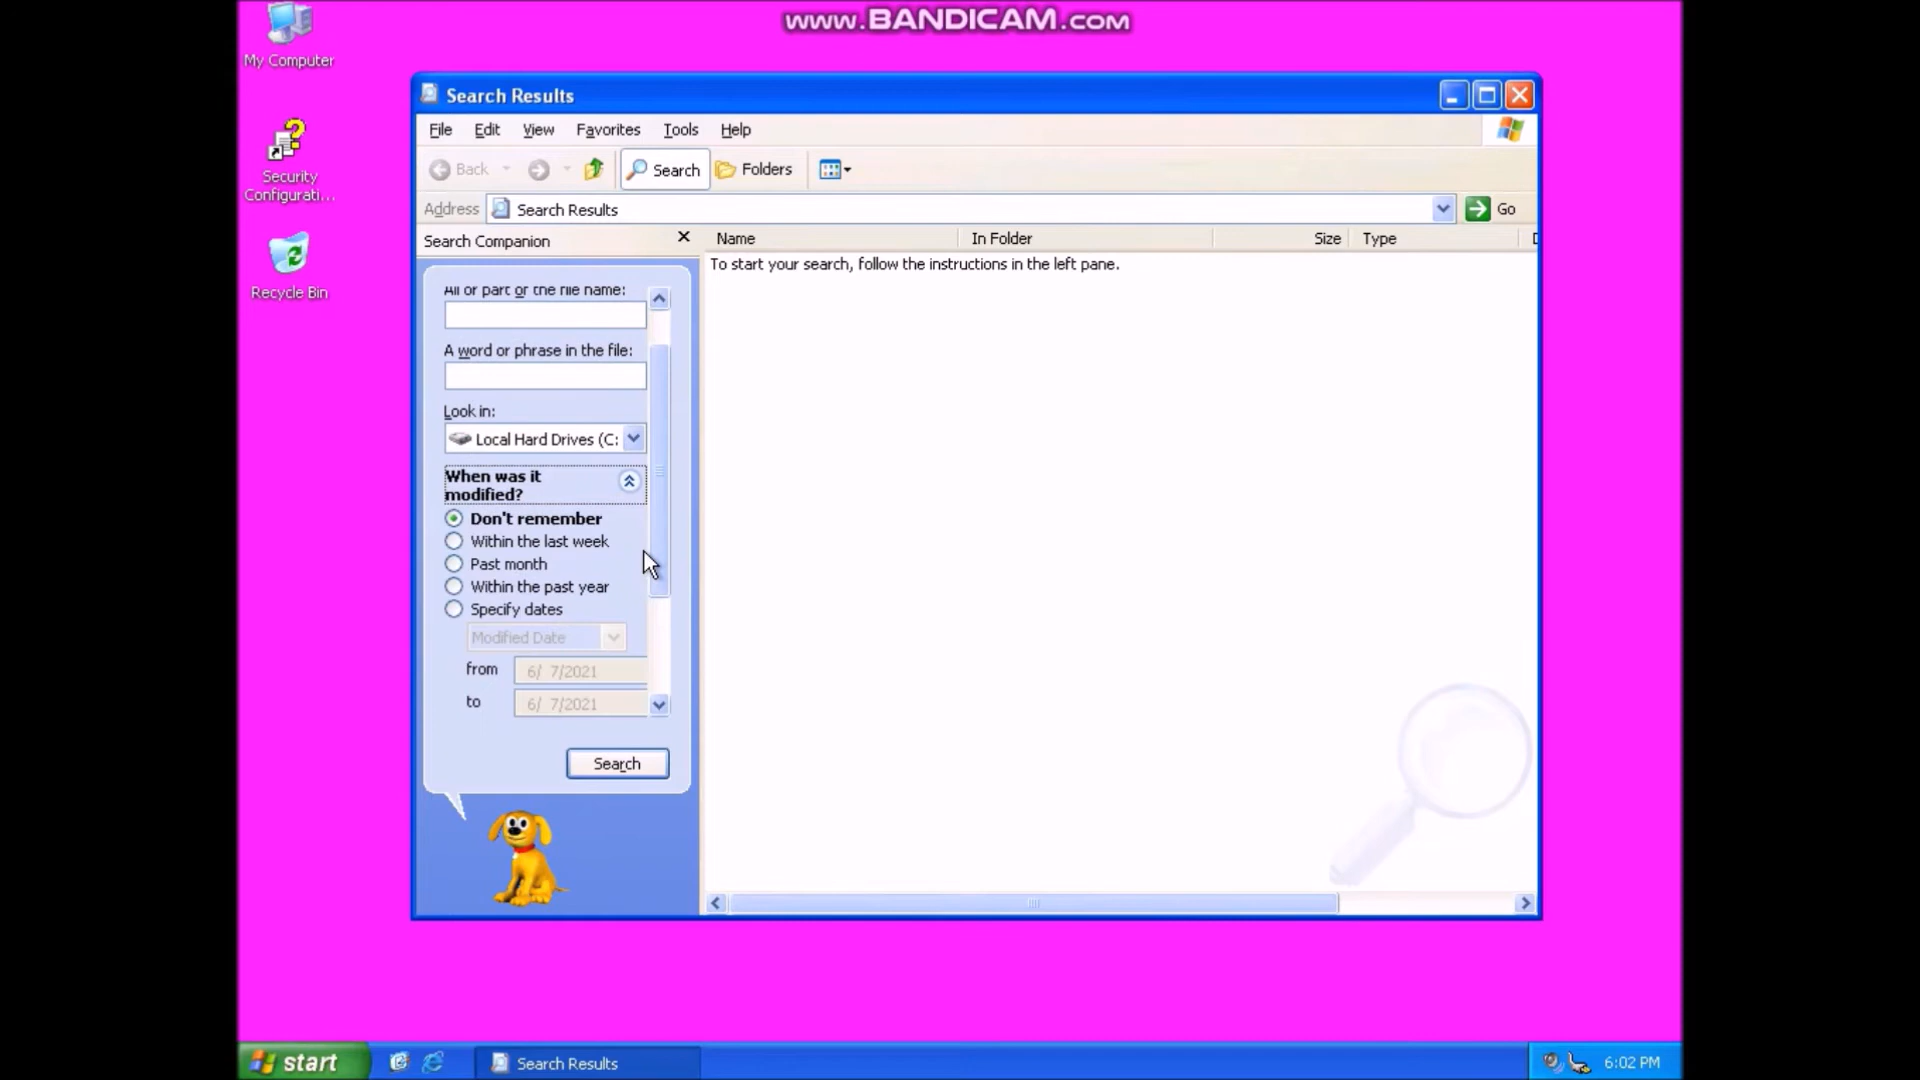 www.BANDICAM.com
My Computer
Security
Configurati...
Recycle Bin
Search Results
File Edit View Favorites Tools Help
Back Search Folders
Address Search Results Go
Search Companion
Name In Folder Size Type
To start your search, follow the instructions in the left pane.
All or part of the file name:
A word or phrase in the file:
Look in:
Local Hard Drives (C:
When was it
modified?
Don't remember
Within the last week
Past month
Within the past year
Specify dates
Modified Date
from 6/ 7/2021
to 6/ 7/2021
Search
start Search Results 6:02 PM